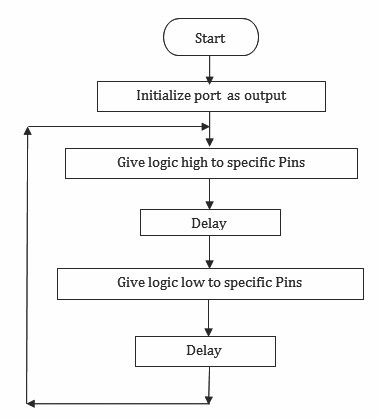 Start
Initialize port as output
Give logic high to specific Pins
Delay
Give logic low to specific Pins
Delay